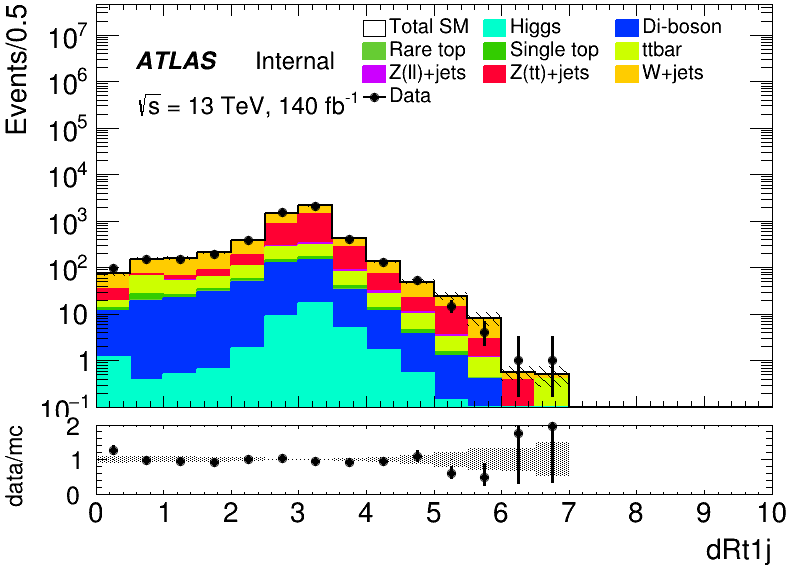 Events/0.5
10⁷
10⁶
10⁵
10⁴
10³
10²
10
1
10⁻¹
ATLAS Internal
√s = 13 TeV, 140 fb⁻¹
Total SM Higgs Di-boson
Rare top Single top ttbar
Z(ll)+jets Z(tt)+jets W+jets
Data
data/mc
2
1
0
0 1 2 3 4 5 6 7 8 9 10
dRt1j